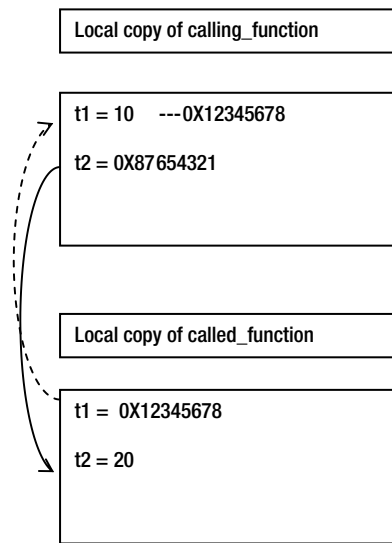 Local copy of calling_function
t1 = 10 ---0X12345678
t2 = 0X87654321
Local copy of called_function
t1 = 0X12345678
t2 = 20